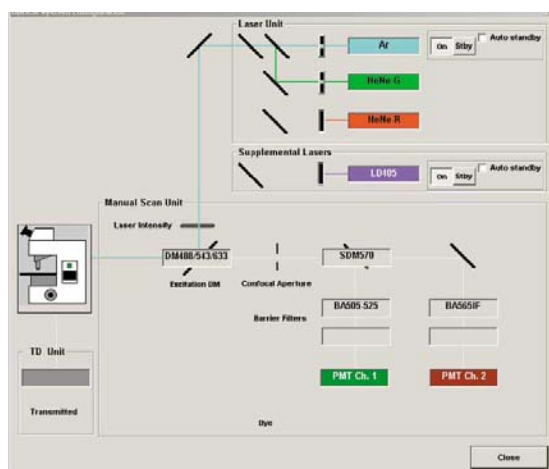 Laser Unit
Ar
On Stby
Auto standby
HeNe G
HeNe R
Supplemental Lasers
LD405
On Stby
Auto standby
Manual Scan Unit
Laser Intensity
DM488/543/633
SDM570
Excitation DM
Confocal Aperture
BA505-525
BA565IF
Barrier Filters
TD Unit
PMT Ch. 1
PMT Ch. 2
Transmitted
Dye
Close